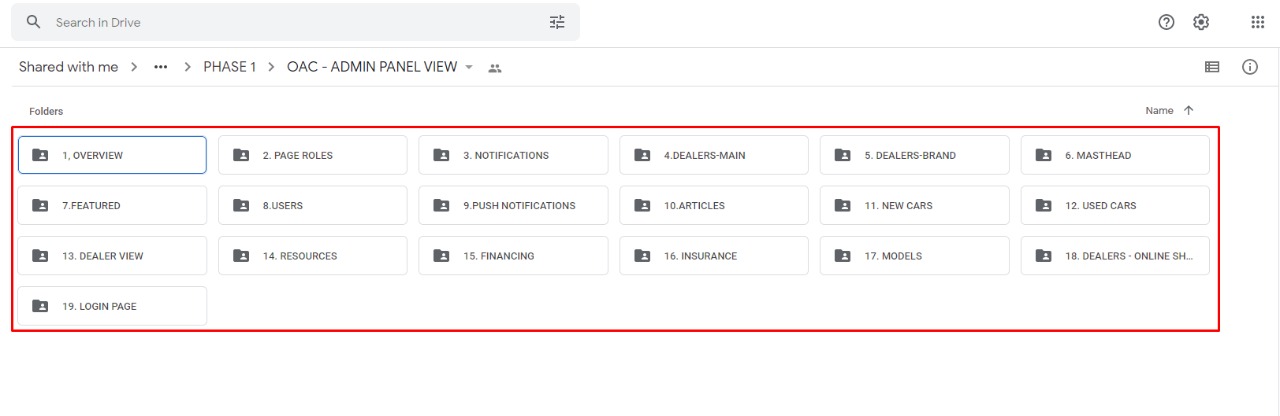 Search in Drive
Shared with me > ••• > PHASE 1 > OAC - ADMIN PANEL VIEW
Folders
Name
1, OVERVIEW
2. PAGE ROLES
3. NOTIFICATIONS
4.DEALERS-MAIN
5. DEALERS-BRAND
6. MASTHEAD
7.FEATURED
8.USERS
9.PUSH NOTIFICATIONS
10.ARTICLES
11. NEW CARS
12. USED CARS
13. DEALER VIEW
14. RESOURCES
15. FINANCING
16. INSURANCE
17. MODELS
18. DEALERS - ONLINE SH...
19. LOGIN PAGE